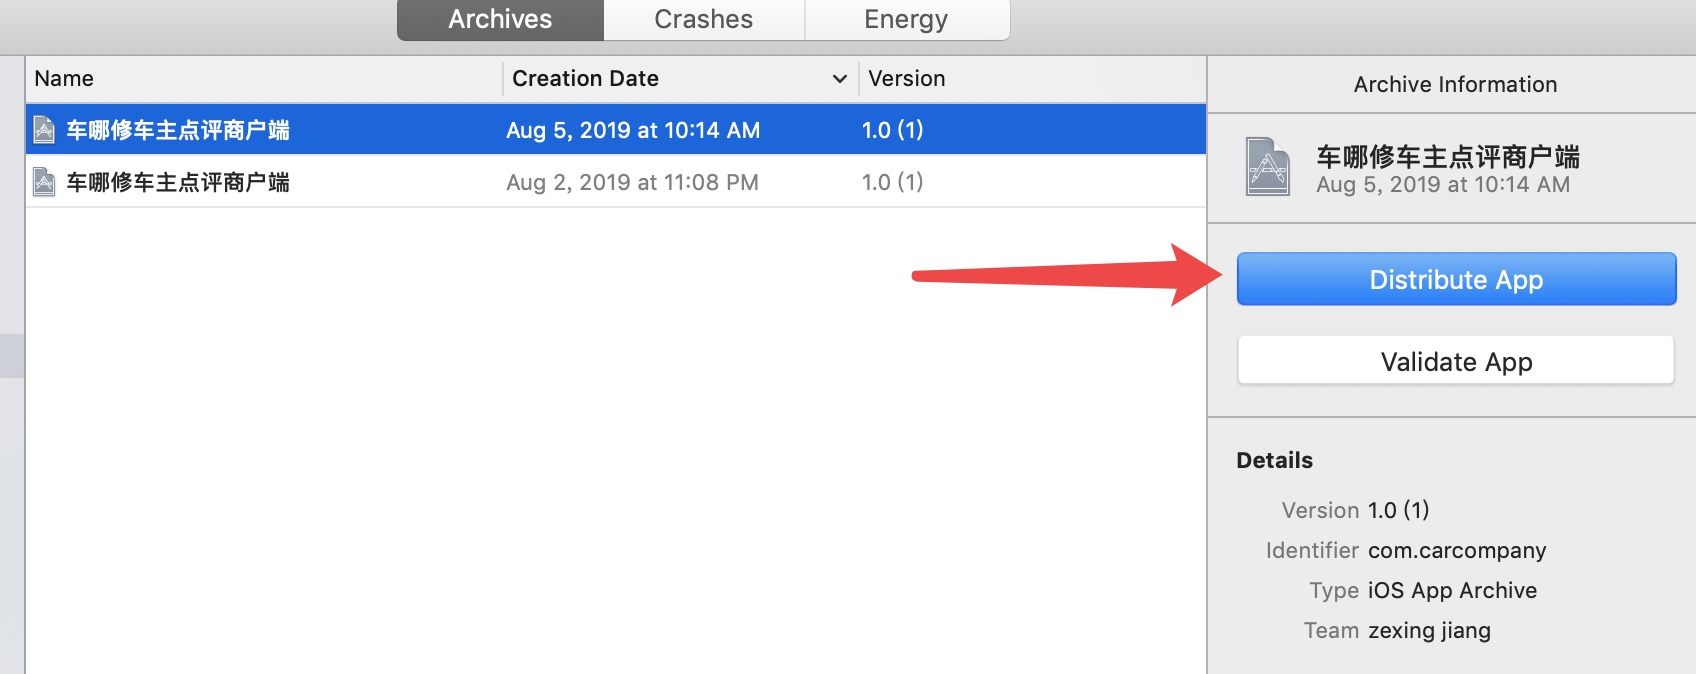 Archives Crashes Energy
Name Creation Date Version
车哪修车主点评商户端 Aug 5, 2019 at 10:14 AM 1.0 (1)
车哪修车主点评商户端 Aug 2, 2019 at 11:08 PM 1.0 (1)
Archive Information
车哪修车主点评商户端
Aug 5, 2019 at 10:14 AM
Distribute App
Validate App
Details
Version 1.0 (1)
Identifier com.carcompany
Type iOS App Archive
Team zexing jiang